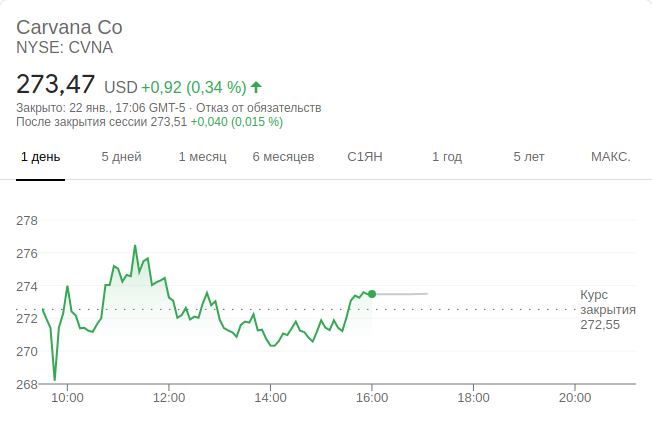 Carvana Co
NYSE: CVNA
273,47 USD +0,92 (0,34 %)
Закрыто: 22 янв., 17:06 GMT-5 · Отказ от обязательств
После закрытия сессии 273,51 +0,040 (0,015 %)
1 день 5 дней 1 месяц 6 месяцев С1ЯН 1 год 5 лет МАКС.
278
276
274
272
270
268
Курс
закрытия
272,55
10:00 12:00 14:00 16:00 18:00 20:00